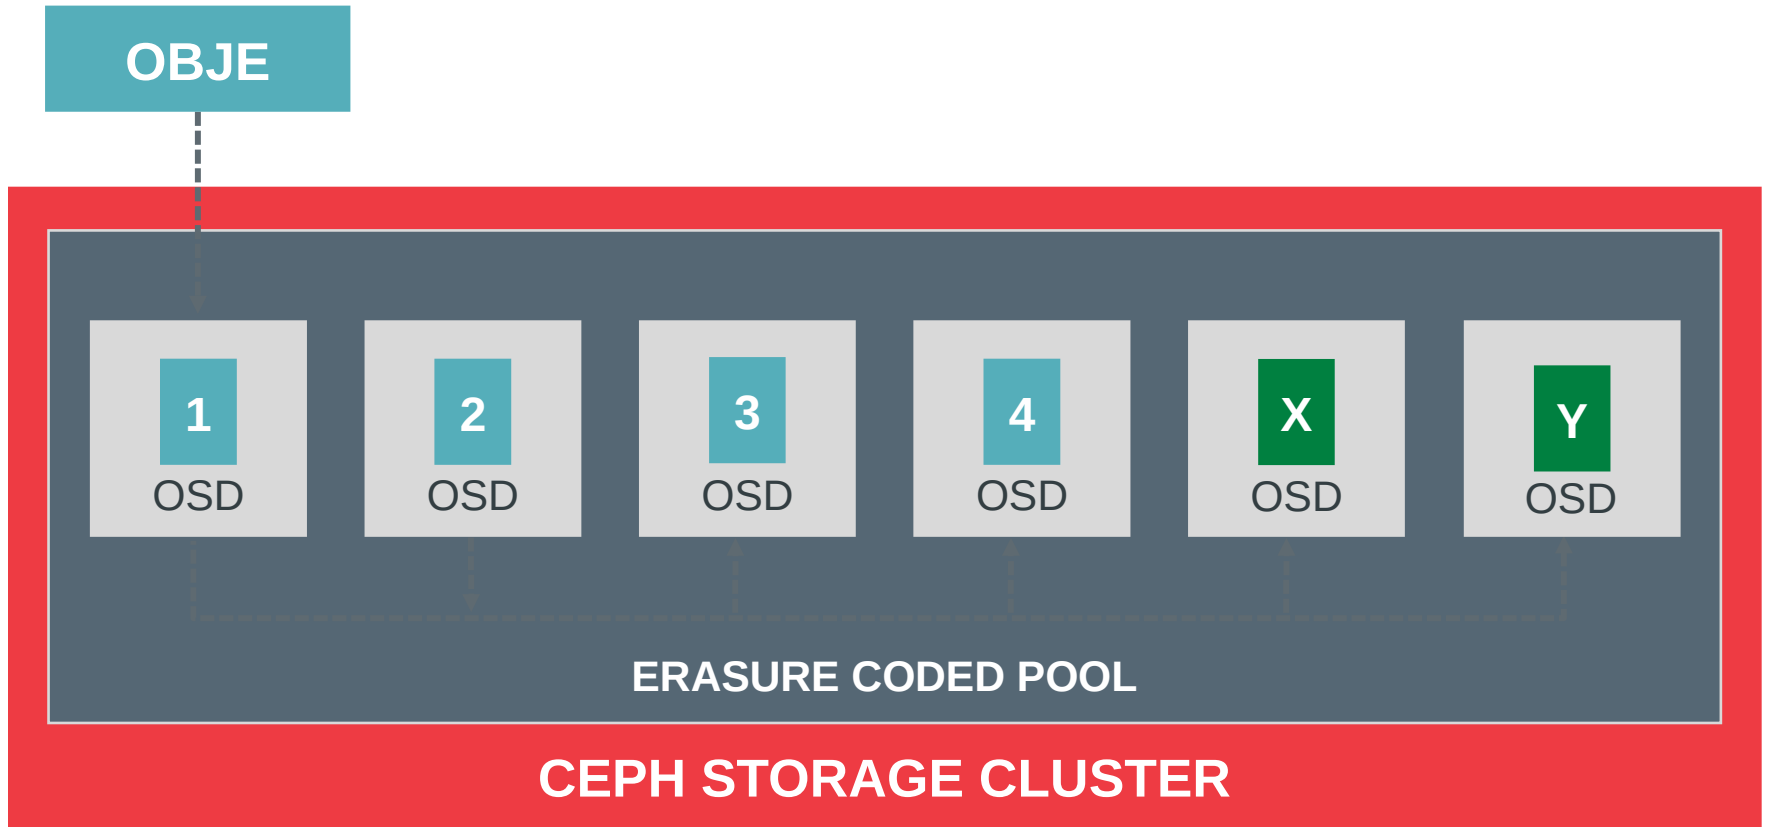 OBJE
1 2 3 4 X Y
OSD OSD OSD OSD OSD OSD
ERASURE CODED POOL
CEPH STORAGE CLUSTER